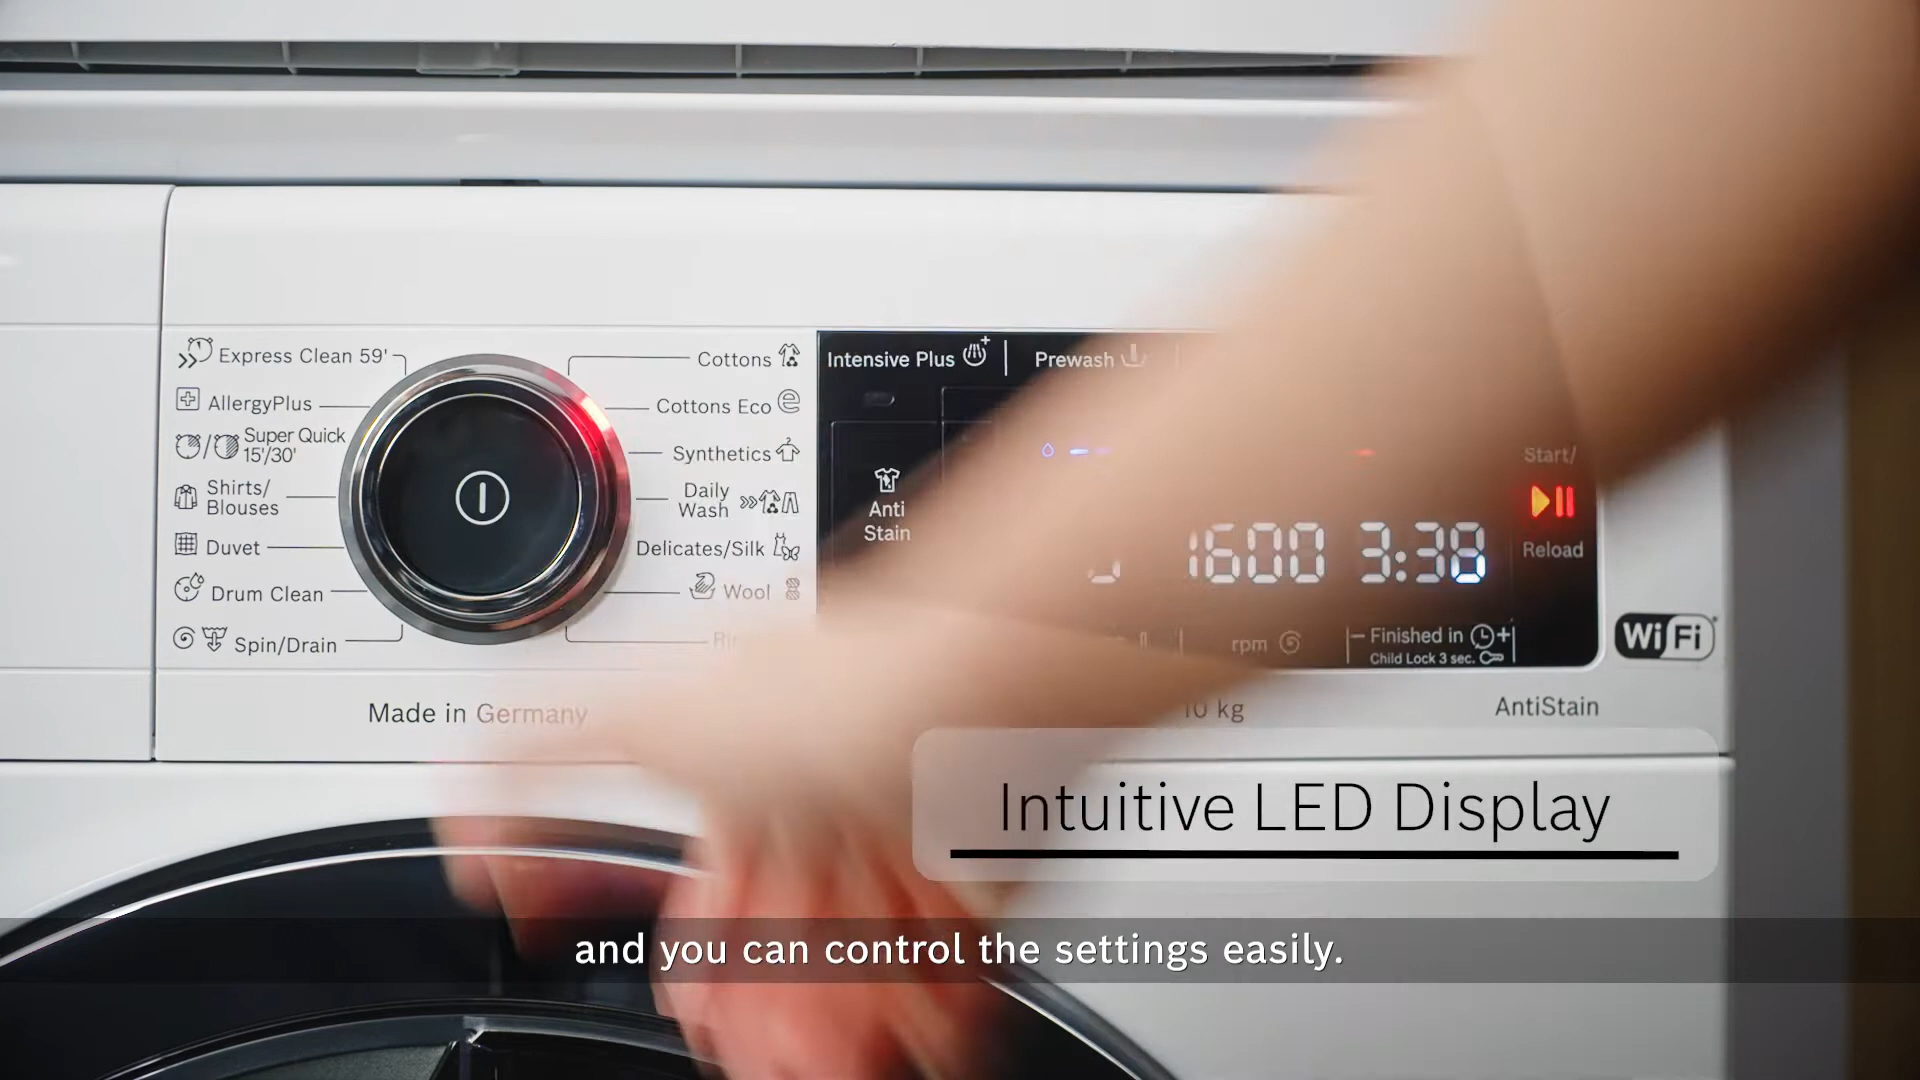 Express Clean 59'
AllergyPlus
Super Quick
15'/30'
Shirts/
Blouses
Duvet
Drum Clean
Spin/Drain
Cottons
Cottons Eco
Synthetics
Daily
Wash
Delicates/Silk
Wool
Made in Germany
Intensive Plus
Prewash
Anti
Stain
1600 3:38
Start/
Reload
rpm
− Finished in +
Child Lock 3 sec.
WiFi
10 kg
AntiStain
Intuitive LED Display
and you can control the settings easily.